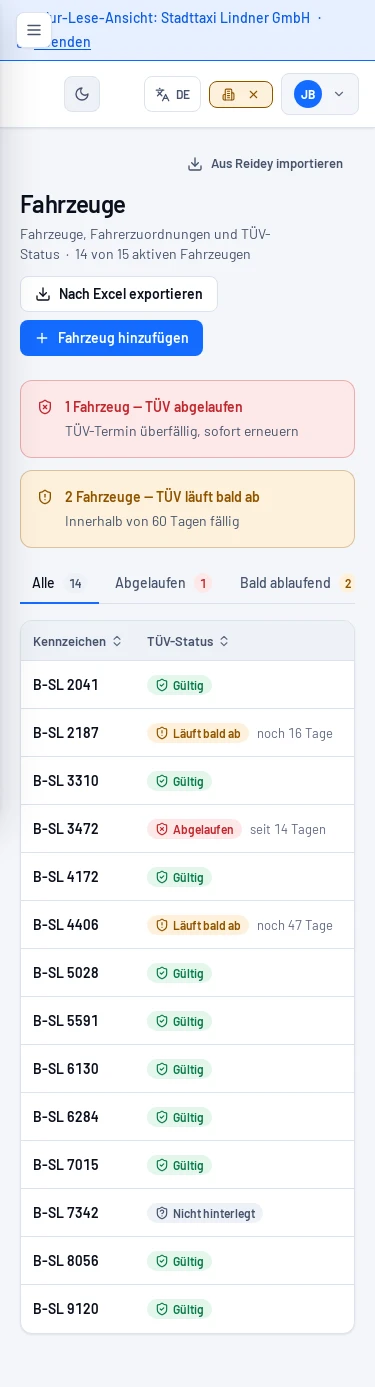 ur-Lese-Ansicht: Stadttaxi Lindner GmbH ·
enden
DE
JB
Aus Reidey importieren
Fahrzeuge
Fahrzeuge, Fahrerzuordnungen und TÜV-
Status · 14 von 15 aktiven Fahrzeugen
Nach Excel exportieren
Fahrzeug hinzufügen
1 Fahrzeug — TÜV abgelaufen
TÜV-Termin überfällig, sofort erneuern
2 Fahrzeuge — TÜV läuft bald ab
Innerhalb von 60 Tagen fällig
Alle 14 Abgelaufen 1 Bald ablaufend 2
Kennzeichen TÜV-Status
B-SL 2041 Gültig
B-SL 2187 Läuft bald ab noch 16 Tage
B-SL 3310 Gültig
B-SL 3472 Abgelaufen seit 14 Tagen
B-SL 4172 Gültig
B-SL 4406 Läuft bald ab noch 47 Tage
B-SL 5028 Gültig
B-SL 5591 Gültig
B-SL 6130 Gültig
B-SL 6284 Gültig
B-SL 7015 Gültig
B-SL 7342 Nicht hinterlegt
B-SL 8056 Gültig
B-SL 9120 Gültig